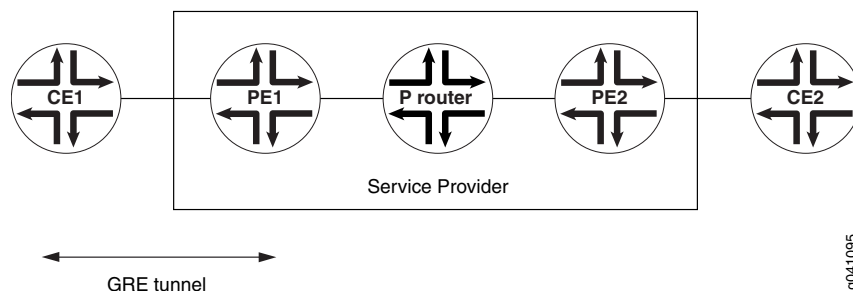 CE1
PE1
P router
PE2
CE2
Service Provider
GRE tunnel
g041095